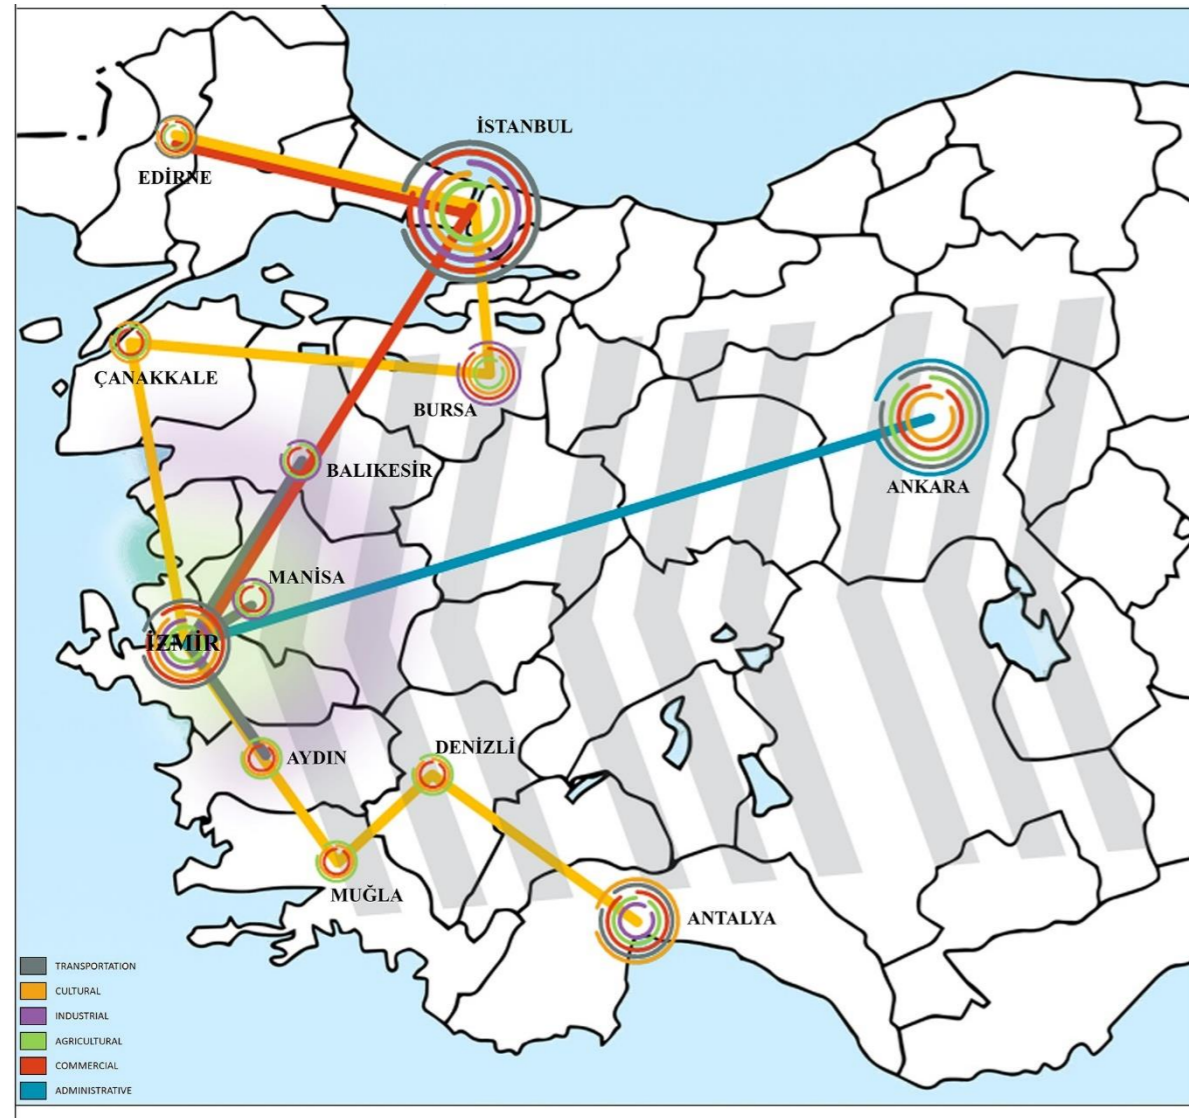 İSTANBUL
EDİRNE
ÇANAKKALE
BURSA
BALIKESİR
ANKARA
MANİSA
İZMİR
AYDIN
DENİZLİ
MUĞLA
ANTALYA
TRANSPORTATION
CULTURAL
INDUSTRIAL
AGRICULTURAL
COMMERCIAL
ADMINISTRATIVE